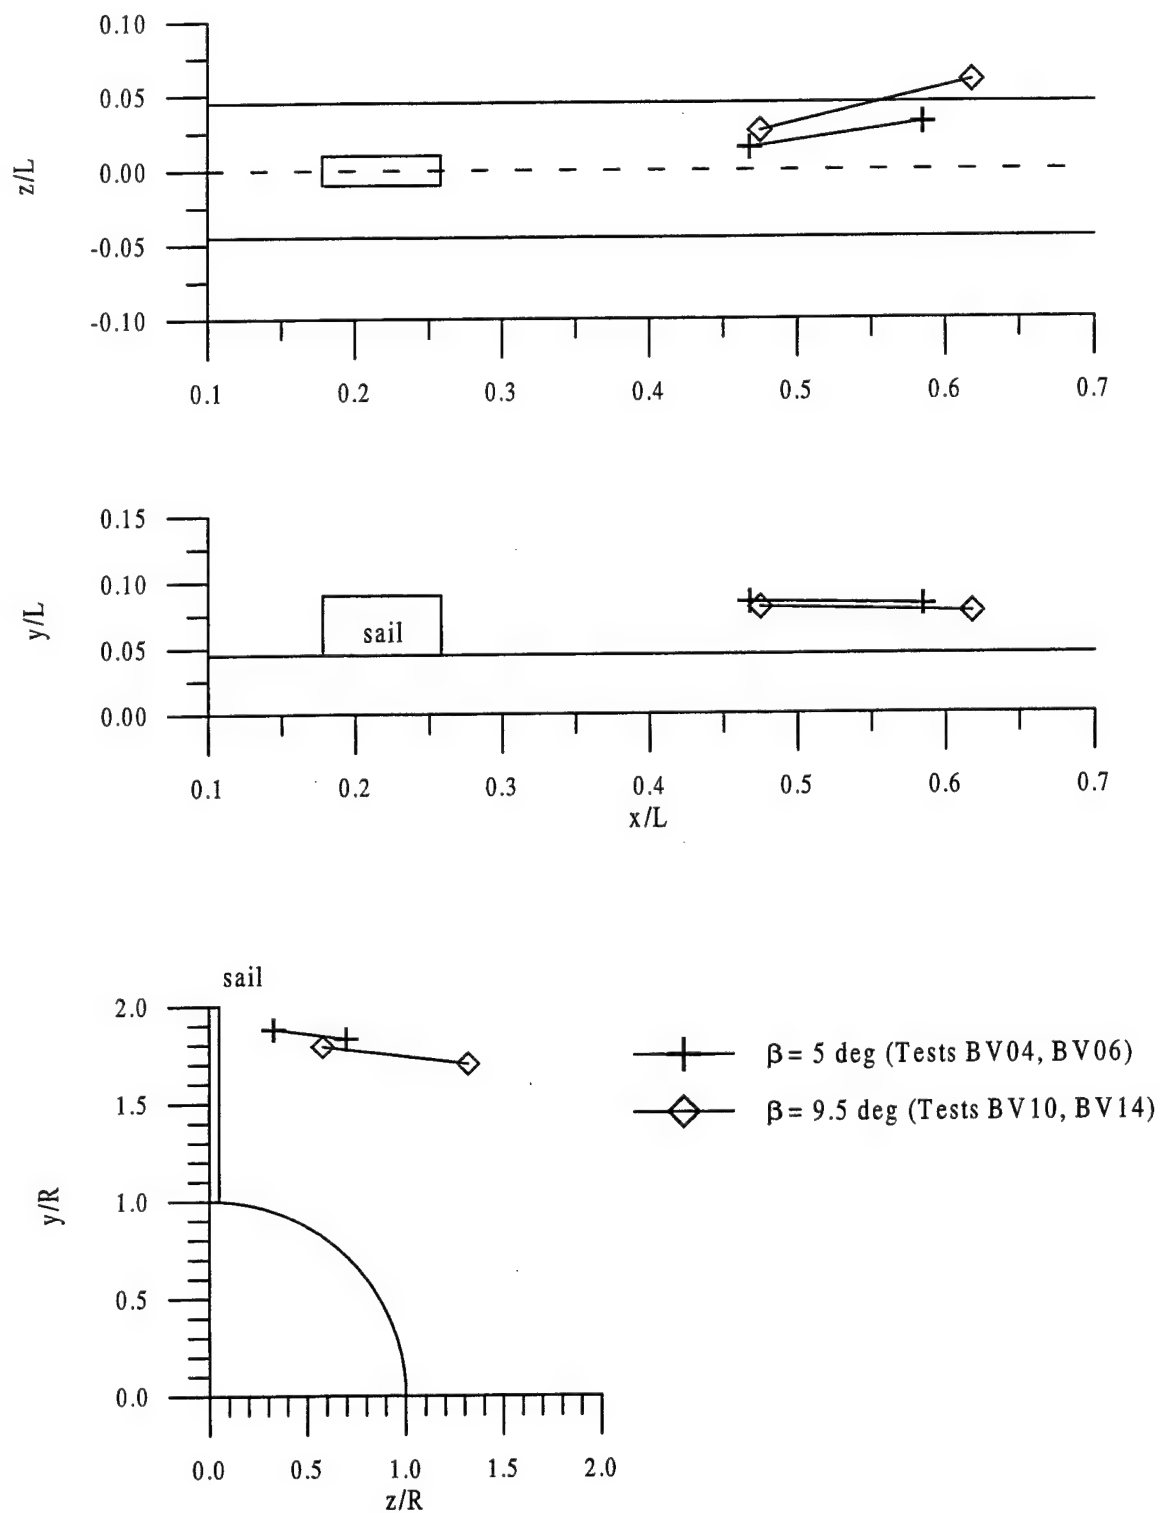 0.10
0.05
0.00
-0.05
-0.10
z/L
0.1 0.2 0.3 0.4 0.5 0.6 0.7
0.15
0.10
0.05
0.00
y/L
sail
0.1 0.2 0.3 0.4 0.5 0.6 0.7
x/L
sail
2.0
1.5
1.0
0.5
0.0
y/R
0.0 0.5 1.0 1.5 2.0
z/R
β= 5 deg (Tests BV04, BV06)
β= 9.5 deg (Tests BV10, BV14)